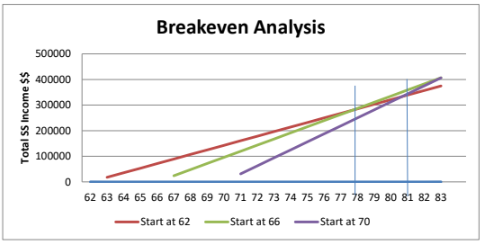 Breakeven Analysis
Total SS Income $$
500000
400000
300000
200000
100000
0
62 63 64 65 66 67 68 69 70 71 72 73 74 75 76 77 78 79 80 81 82 83
Start at 62 Start at 66 Start at 70